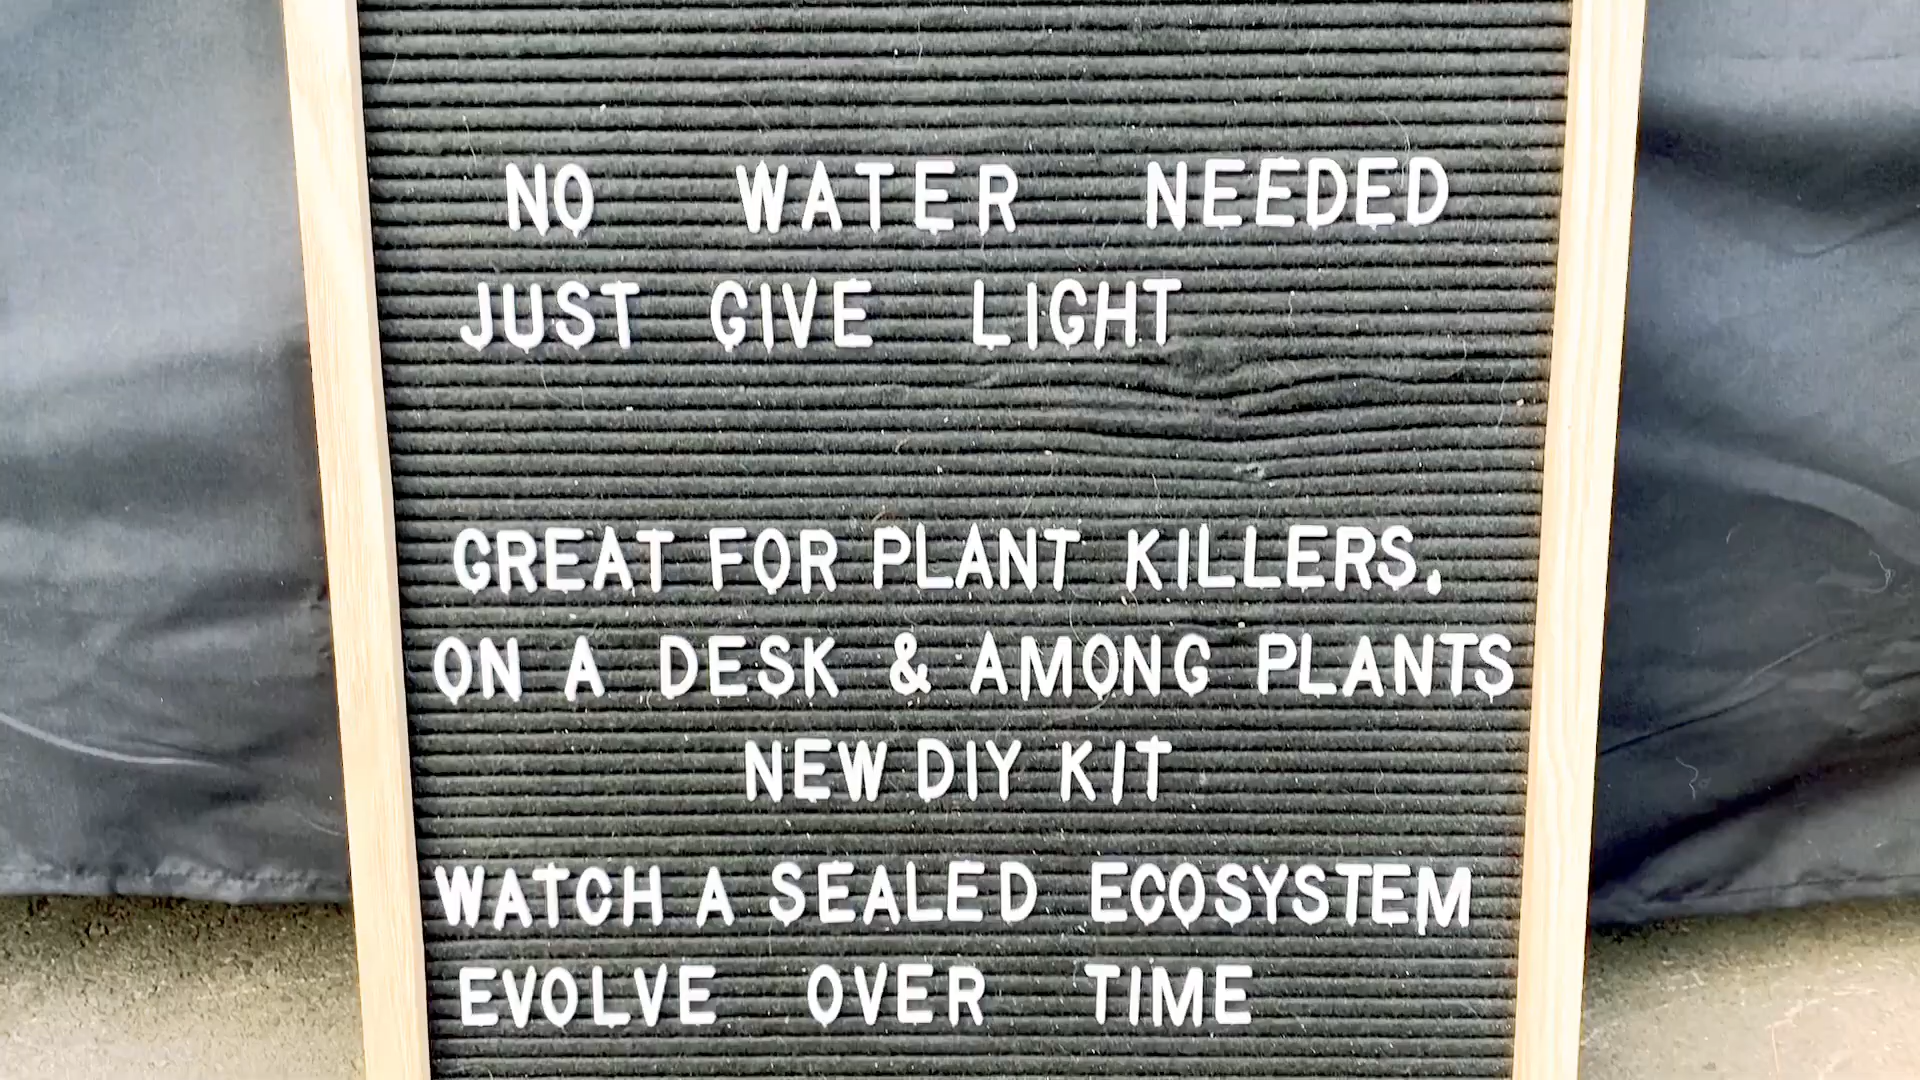 NO WATER NEEDED
JUST GIVE LIGHT
GREAT FOR PLANT KILLERS.
ON A DESK & AMONG PLANTS
NEW DIY KIT
WATCH A SEALED ECOSYSTEM
EVOLVE OVER TIME